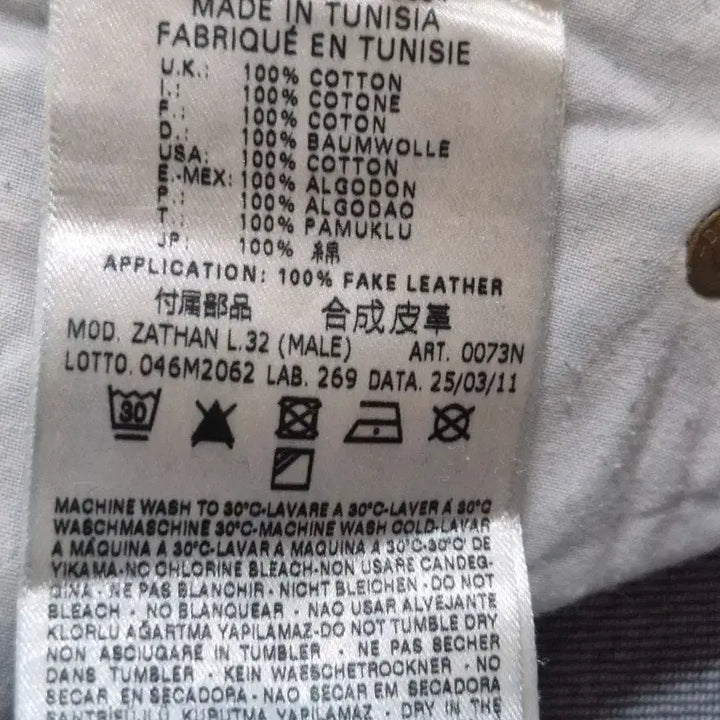 MADE IN TUNISIA
FABRIQUÉ EN TUNISIE
U.K.: 100% COTTON
I.: 100% COTONE
F.: 100% COTON
D.: 100% BAUMWOLLE
USA: 100% COTTON
E.-MEX: 100% ALGODON
P.: 100% ALGODAO
T.: 100% PAMUKLU
JP: 100% 綿
APPLICATION: 100% FAKE LEATHER
付属部品 合成皮革
MOD. ZATHAN L.32 (MALE) ART. 0073N
LOTTO. 046M2062 LAB. 269 DATA. 25/03/11
30
MACHINE WASH TO 30°C-LAVARE A 30°C-LAVER Á 30°C
WASCHMASCHINE 30°C-MACHINE WASH COLD-LAVAR
A MÁQUINA A 30°C-LAVAR A MAQUINA A 30°C-30°C DE
YIKAMA-NO CHLORINE BLEACH-NON USARE CANDEG-
GINA - NE PAS BLANCHIR - NICHT BLEICHEN - DO NOT
BLEACH - NO BLANQUEAR - NAO USAR ALVEJANTE
KLORLU AĞARTMA YAPILAMAZ-DO NOT TUMBLE DRY
NON ASCIUGARE IN TUMBLER - NE PAS SECHER
DANS TUMBLER - KEIN WAESCHETROCKNER - NO
SECAR EN SECADORA - NAO SECAR EM SECADORA
KURUTMA YAPILAMAZ - DRY IN THE